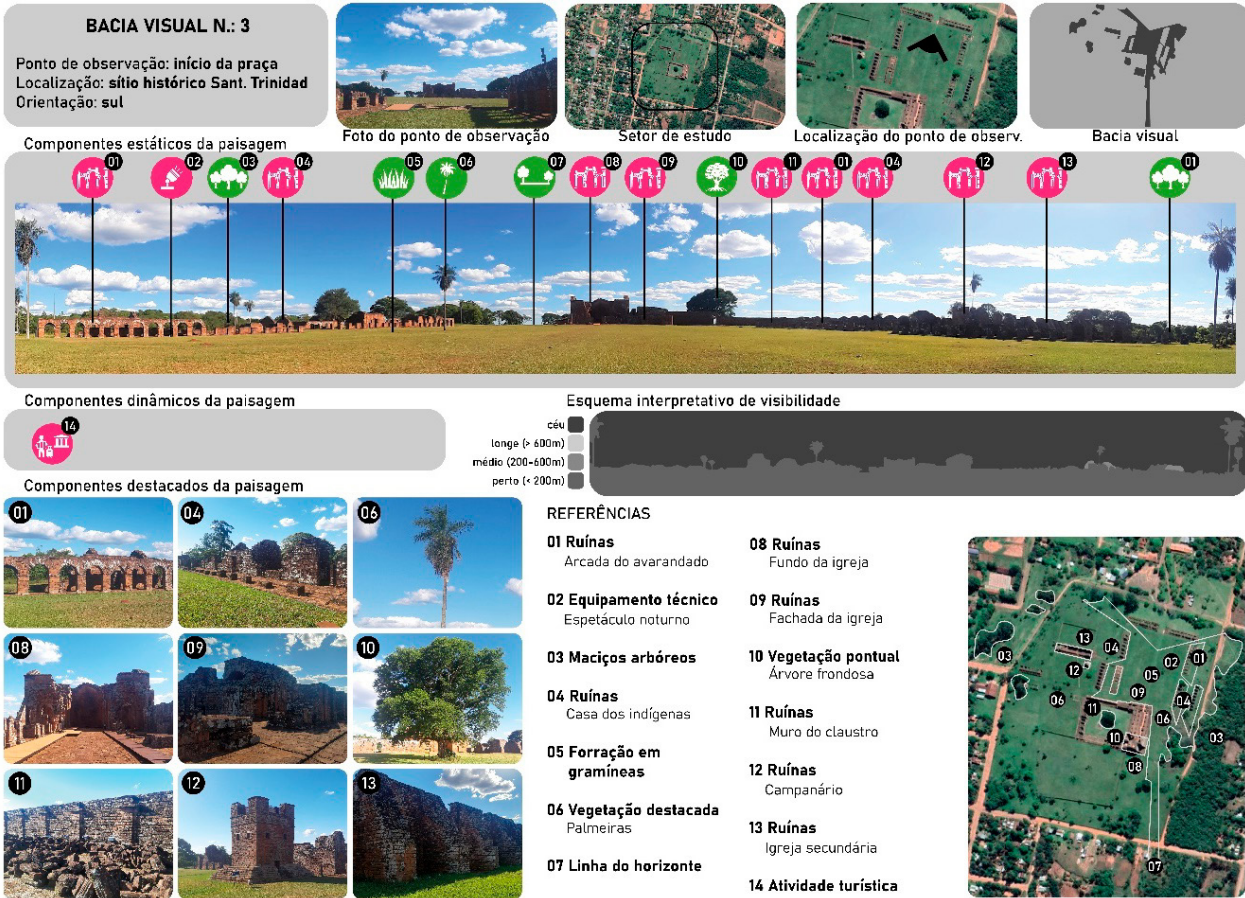 BACIA VISUAL N.: 3
Ponto de observação: início da praça
Localização: sítio histórico Sant. Trinidad
Orientação: sul
Foto do ponto de observação
Setor de estudo
Localização do ponto de observ.
Bacia visual
Componentes estáticos da paisagem
01 02 03 04 05 06 07 08 09 10 11 01 04 12 13 01
Componentes dinâmicos da paisagem
14
Esquema interpretativo de visibilidade
céu
longe (> 600m)
médio (200-600m)
perto (< 200m)
Componentes destacados da paisagem
01 04 06
08 09 10
11 12 13
REFERÊNCIAS
01 Ruínas
Arcada do avarandado
02 Equipamento técnico
Espetáculo noturno
03 Maciços arbóreos
04 Ruínas
Casa dos indígenas
05 Forração em
gramíneas
06 Vegetação destacada
Palmeiras
07 Linha do horizonte
08 Ruínas
Fundo da igreja
09 Ruínas
Fachada da igreja
10 Vegetação pontual
Árvore frondosa
11 Ruínas
Muro do claustro
12 Ruínas
Campanário
13 Ruínas
Igreja secundária
14 Atividade turística
13 04 01
03 02
12 05
06 09 04
11 06
10 03
08
07